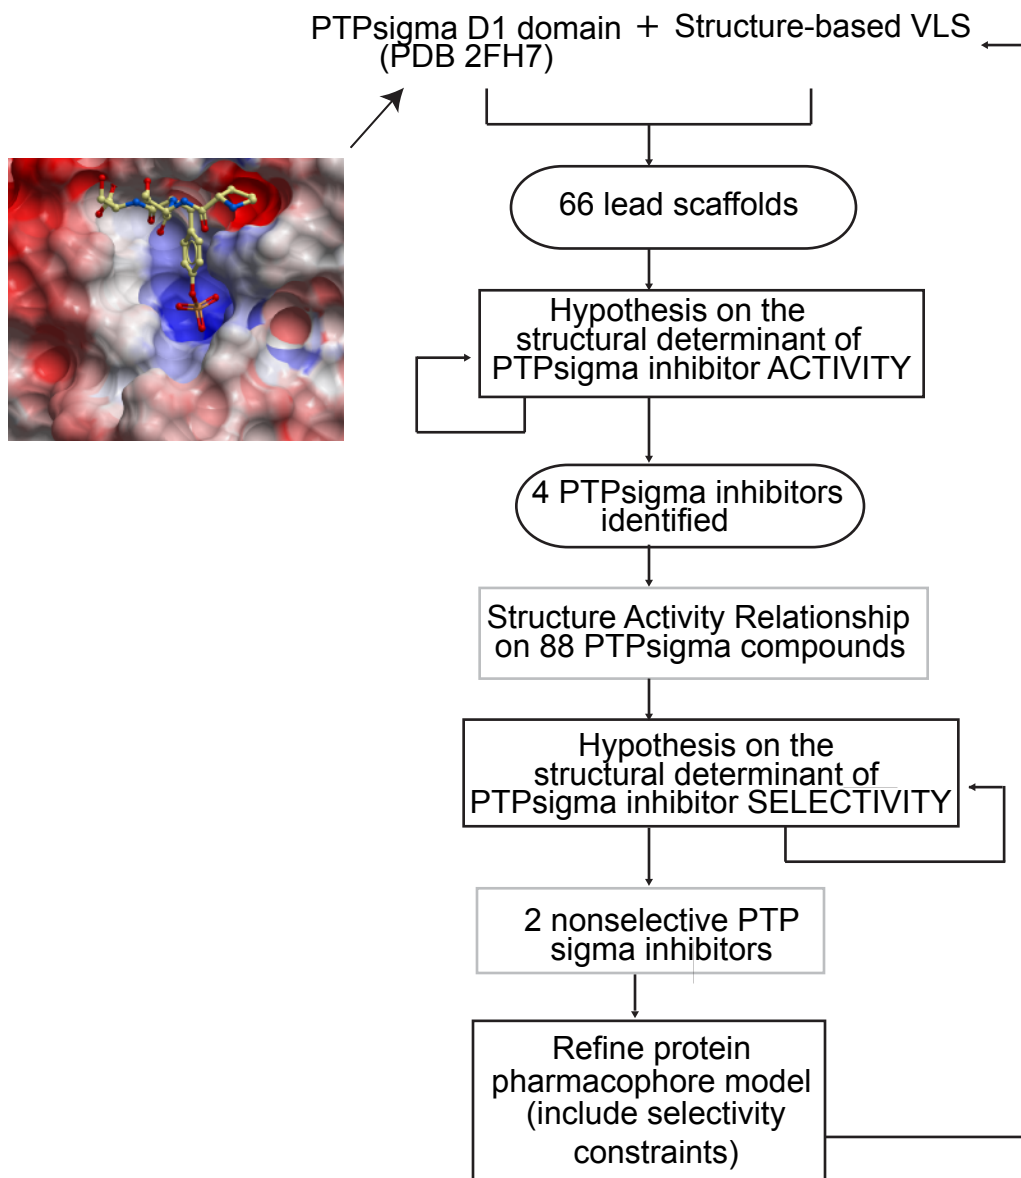 PTPsigma D1 domain + Structure-based VLS
(PDB 2FH7)
66 lead scaffolds
Hypothesis on the
structural determinant of
PTPsigma inhibitor ACTIVITY
4 PTPsigma inhibitors
identified
Structure Activity Relationship
on 88 PTPsigma compounds
Hypothesis on the
structural determinant of
PTPsigma inhibitor SELECTIVITY
2 nonselective PTP
sigma inhibitors
Refine protein
pharmacophore model
(include selectivity
constraints)